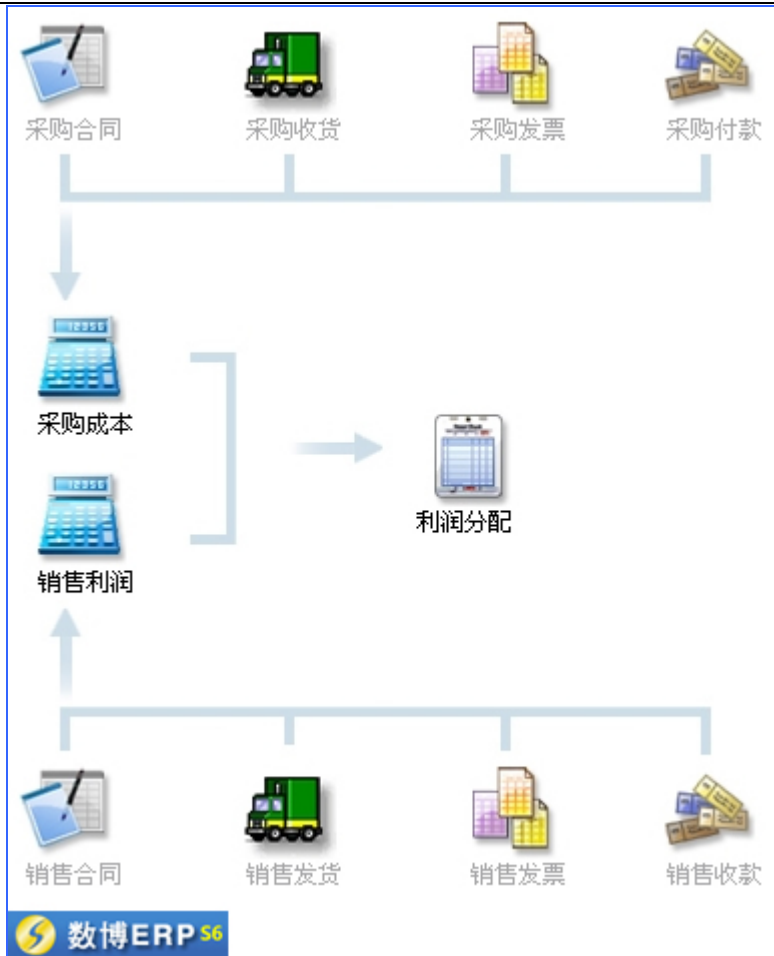 采购合同 采购收货 采购发票 采购付款
采购成本
利润分配
销售利润
销售合同 销售发货 销售发票 销售收款
数博ERP S6